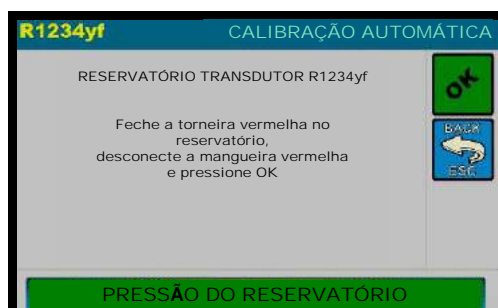 R1234yf
CALIBRAÇÃO AUTOMÁTICA
RESERVATÓRIO TRANSDUTOR R1234yf
Feche a torneira vermelha no
reservatório,
desconecte a mangueira vermelha
e pressione OK
OK
BACK
ESC
PRESSÃO DO RESERVATÓRIO